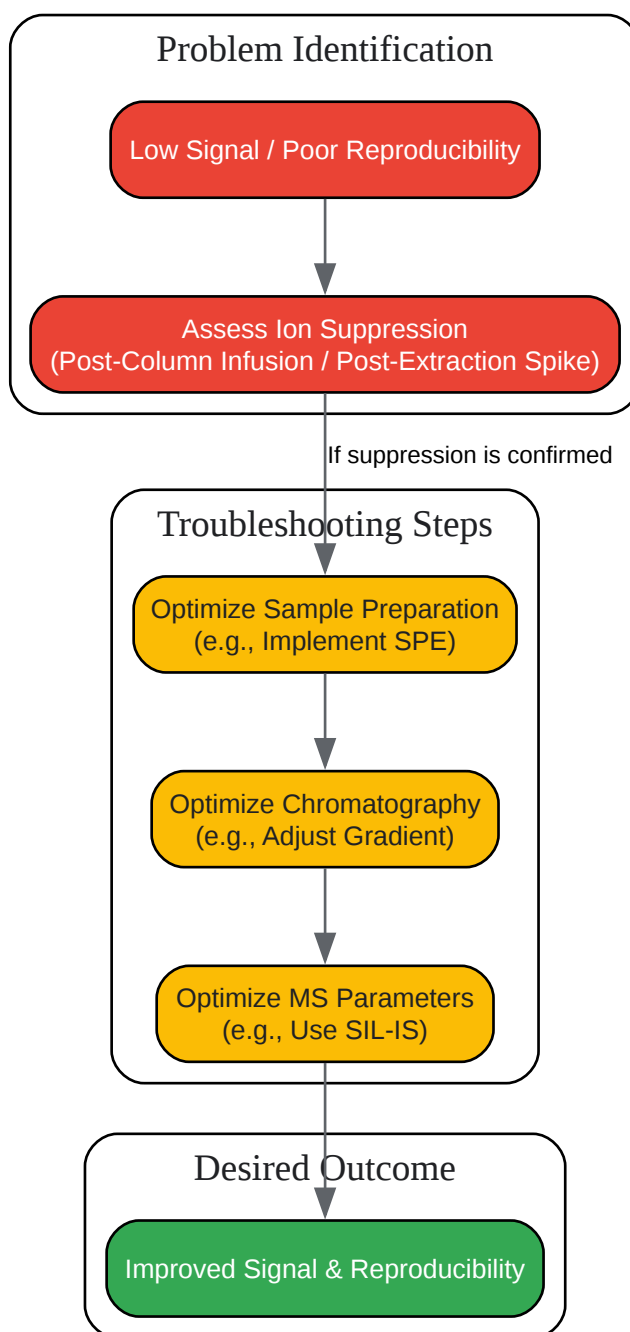 Problem Identification
Low Signal / Poor Reproducibility
Assess Ion Suppression
(Post-Column Infusion / Post-Extraction Spike)
If suppression is confirmed
Troubleshooting Steps
Optimize Sample Preparation
(e.g., Implement SPE)
Optimize Chromatography
(e.g., Adjust Gradient)
Optimize MS Parameters
(e.g., Use SIL-IS)
Desired Outcome
Improved Signal & Reproducibility